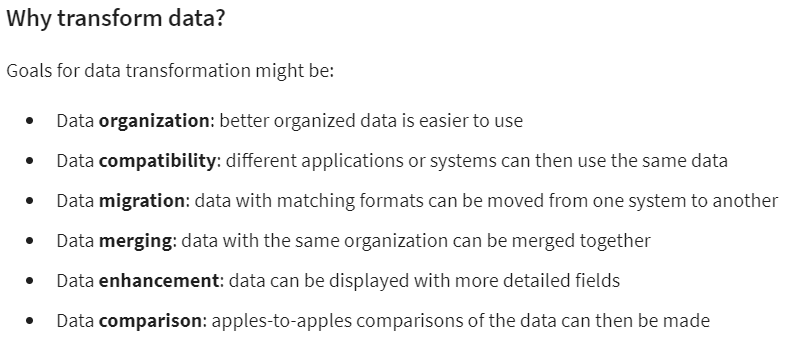 Why transform data?
Goals for data transformation might be:
• Data organization: better organized data is easier to use
• Data compatibility: different applications or systems can then use the same data
• Data migration: data with matching formats can be moved from one system to another
• Data merging: data with the same organization can be merged together
• Data enhancement: data can be displayed with more detailed fields
• Data comparison: apples-to-apples comparisons of the data can then be made